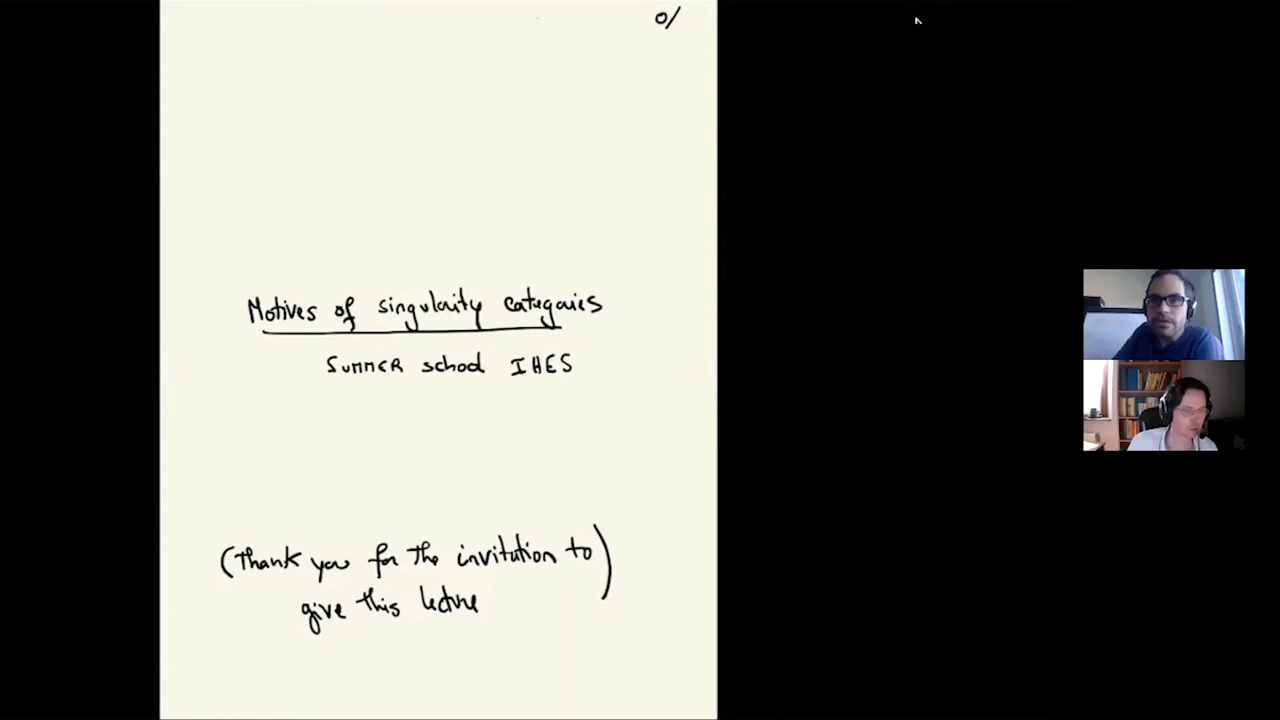 0/
Motives of singularity categories
Summer school IHES
(Thank you for the invitation to
give this lecture)